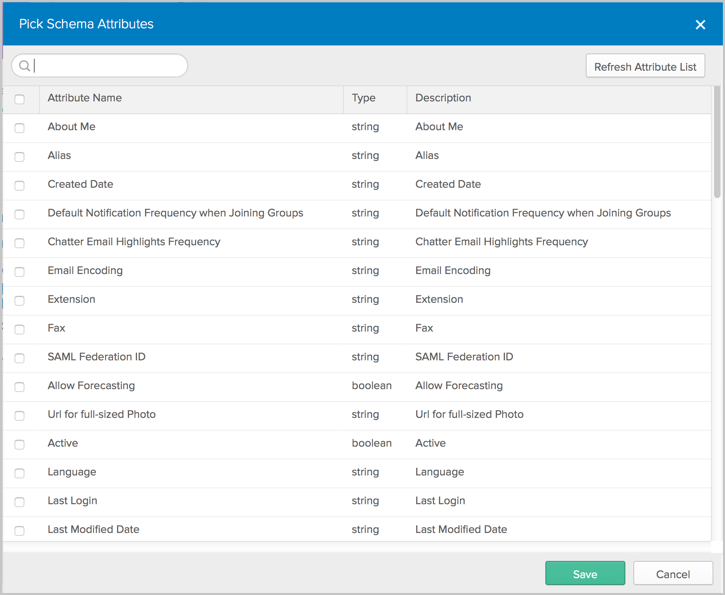 Pick Schema Attributes
Refresh Attribute List
Attribute Name Type Description
About Me string About Me
Alias string Alias
Created Date string Created Date
Default Notification Frequency when Joining Groups string Default Notification Frequency when Joining Groups
Chatter Email Highlights Frequency string Chatter Email Highlights Frequency
Email Encoding string Email Encoding
Extension string Extension
Fax string Fax
SAML Federation ID string SAML Federation ID
Allow Forecasting boolean Allow Forecasting
Url for full-sized Photo string Url for full-sized Photo
Active boolean Active
Language string Language
Last Login string Last Login
Last Modified Date string Last Modified Date
Save Cancel